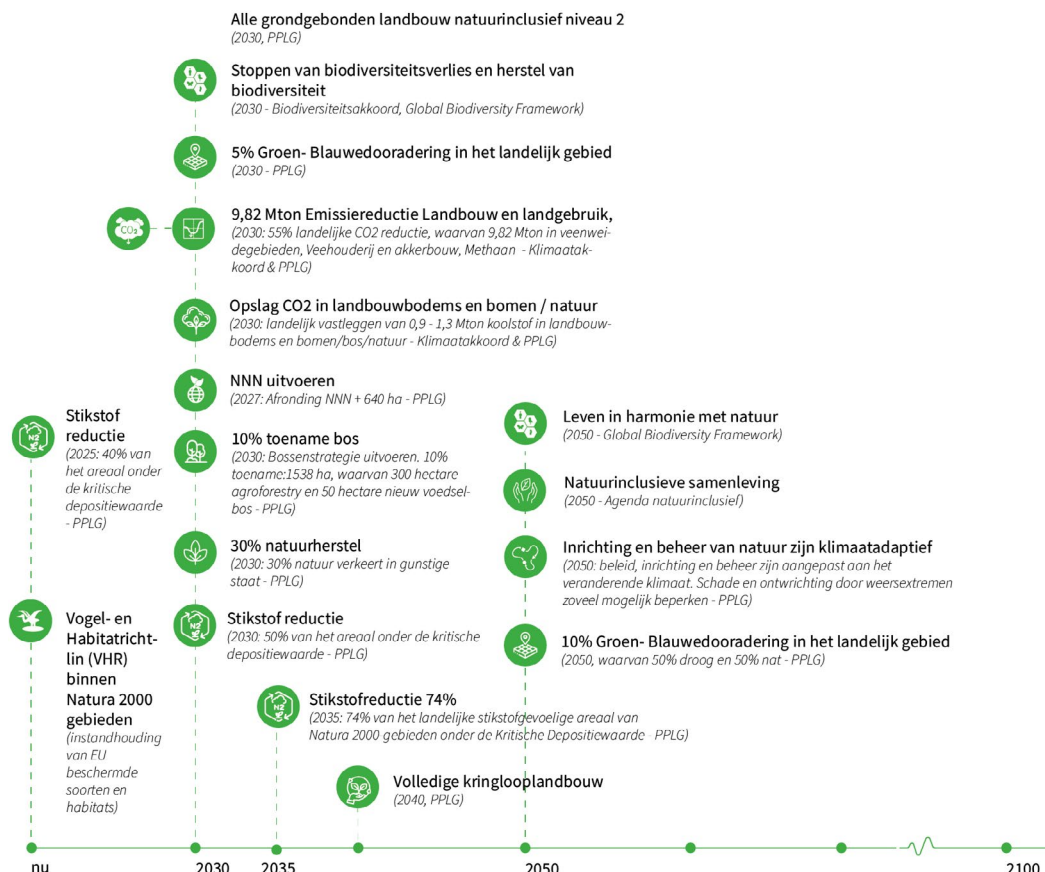 Alle grondgebonden landbouw natuurinclusief niveau 2
(2030, PPLG)
Stoppen van biodiversiteitsverlies en herstel van
biodiversiteit
(2030 - Biodiversiteitsakkoord, Global Biodiversity Framework)
5% Groen- Blauwedooradering in het landelijk gebied
(2030 - PPLG)
CO₂
9,82 Mton Emissiereductie Landbouw en landgebruik,
(2030: 55% landelijke CO2 reductie, waarvan 9,82 Mton in veenwei-
degebieden, Veehouderij en akkerbouw, Methaan - Klimaatak-
koord & PPLG)
Opslag CO2 in landbouwbodems en bomen / natuur
(2030: landelijk vastleggen van 0,9 - 1,3 Mton koolstof in landbouw-
bodems en bomen/bos/natuur - Klimaatakkoord & PPLG)
NNN uitvoeren
(2027: Afronding NNN + 640 ha - PPLG)
10% toename bos
(2030: Bossenstrategie uitvoeren. 10%
toename:1538 ha, waarvan 300 hectare
agroforestry en 50 hectare nieuw voedsel-
bos - PPLG)
30% natuurherstel
(2030: 30% natuur verkeert in gunstige
staat - PPLG)
N2
Stikstof reductie
(2030: 50% van het areaal onder de kritische
depositiewaarde - PPLG)
N2
Stikstof
reductie
(2025: 40% van
het areaal onder
de kritische
depositiewaarde
- PPLG)
Vogel- en
Habitatricht-
lin (VHR)
binnen
Natura 2000
gebieden
(instandhouding
van EU
beschermde
soorten en
habitats)
N2
Stikstofreductie 74%
(2035: 74% van het landelijke stikstofgevoelige areaal van
Natura 2000 gebieden onder de Kritische Depositiewaarde - PPLG)
Volledige kringlooplandbouw
(2040, PPLG)
Leven in harmonie met natuur
(2050 - Global Biodiversity Framework)
Natuurinclusieve samenleving
(2050 - Agenda natuurinclusief)
Inrichting en beheer van natuur zijn klimaatadaptief
(2050: beleid, inrichting en beheer zijn aangepast aan het
veranderende klimaat. Schade en ontwrichting door weersextremen
zoveel mogelijk beperken - PPLG)
10% Groen- Blauwedooradering in het landelijk gebied
(2050, waarvan 50% droog en 50% nat - PPLG)
nu 2030 2035 2050 2100